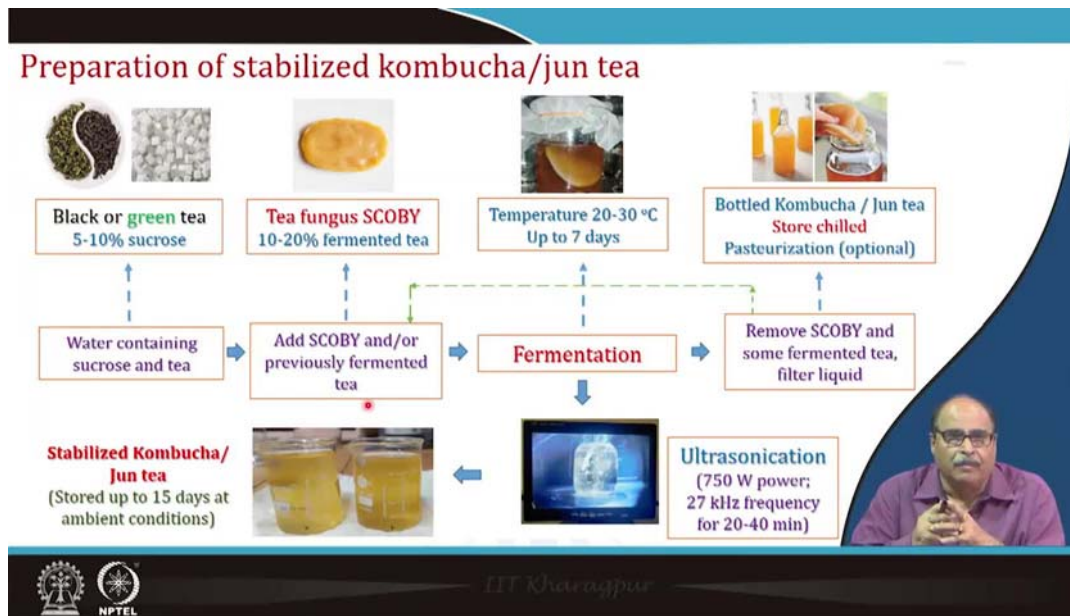 Preparation of stabilized kombucha/jun tea
Black or green tea
5-10% sucrose
Tea fungus SCOBY
10-20% fermented tea
Temperature 20-30 °C
Up to 7 days
Bottled Kombucha / Jun tea
Store chilled
Pasteurization (optional)
Water containing
sucrose and tea
Add SCOBY and/or
previously fermented
tea
Fermentation
Remove SCOBY and
some fermented tea,
filter liquid
Stabilized Kombucha/
Jun tea
(Stored up to 15 days at
ambient conditions)
Ultrasonication
(750 W power;
27 kHz frequency
for 20-40 min)
IIT Kharagpur
NPTEL